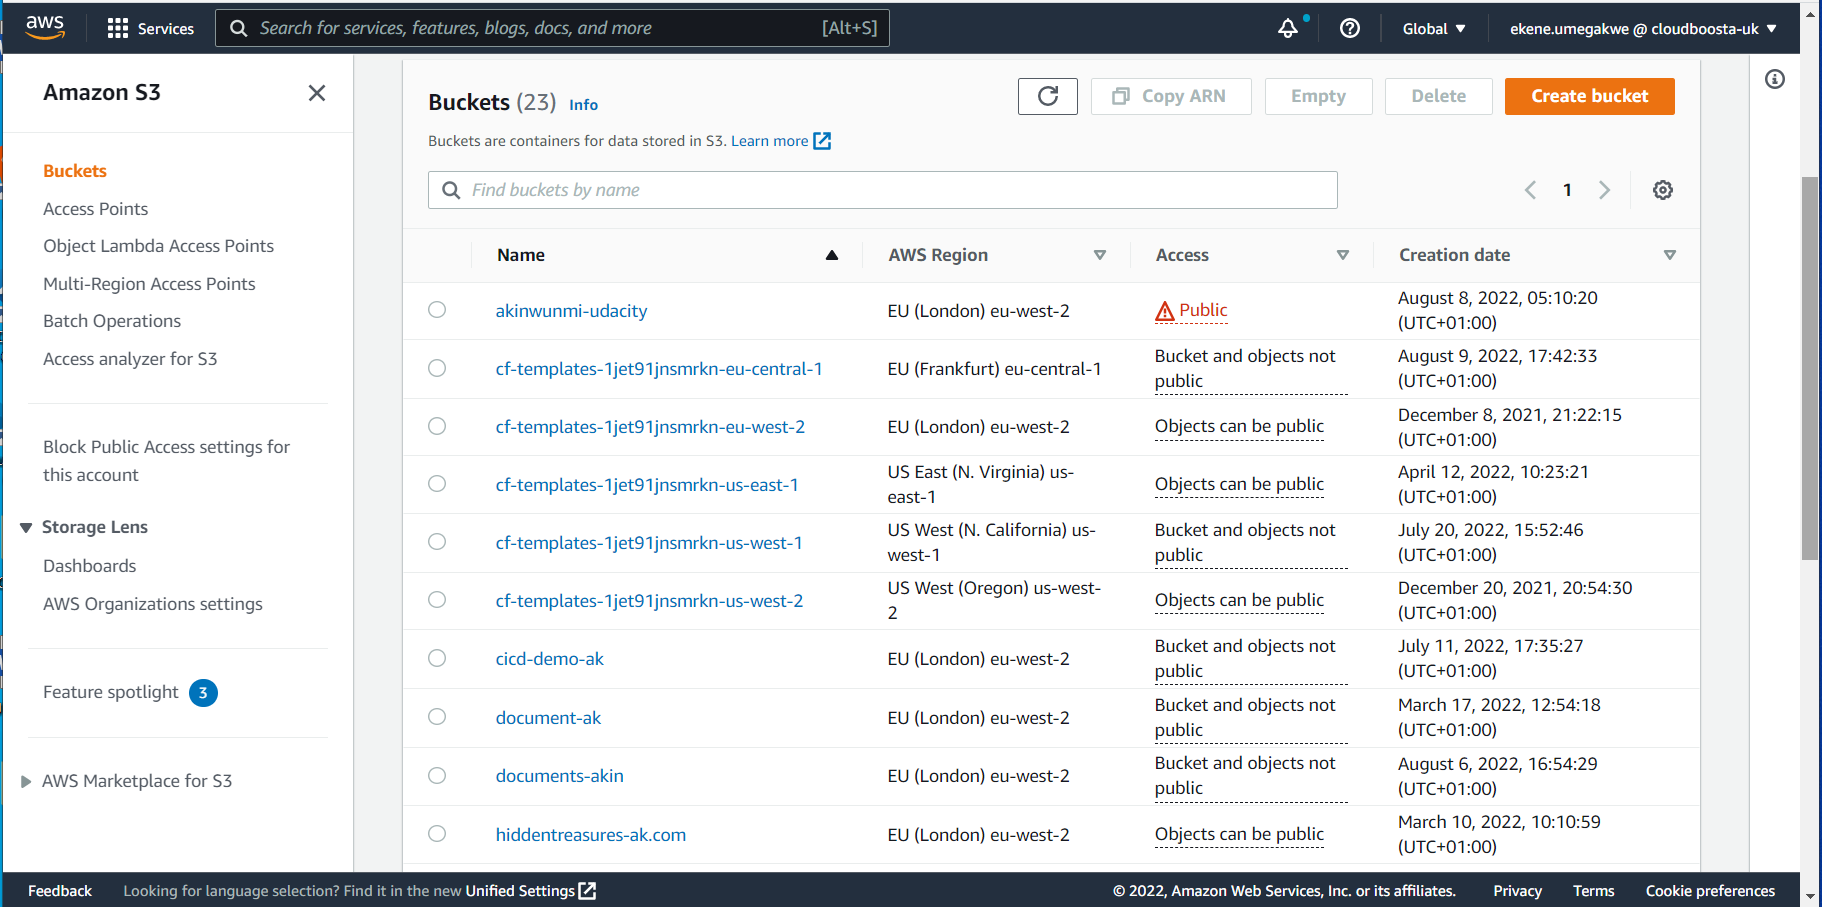 aws
Services
Search for services, features, blogs, docs, and more
[Alt+S]
Global
ekene.umegakwe @ cloudboosta-uk
Amazon S3
Buckets
Access Points
Object Lambda Access Points
Multi-Region Access Points
Batch Operations
Access analyzer for S3
Block Public Access settings for
this account
Storage Lens
Dashboards
AWS Organizations settings
Feature spotlight 3
AWS Marketplace for S3
Buckets (23) Info
Copy ARN
Empty
Delete
Create bucket
Buckets are containers for data stored in S3. Learn more
Find buckets by name
1
Name
AWS Region
Access
Creation date
akinwunmi-udacity
EU (London) eu-west-2
Public
August 8, 2022, 05:10:20
(UTC+01:00)
cf-templates-1jet91jnsmrkn-eu-central-1
EU (Frankfurt) eu-central-1
Bucket and objects not
public
August 9, 2022, 17:42:33
(UTC+01:00)
cf-templates-1jet91jnsmrkn-eu-west-2
EU (London) eu-west-2
Objects can be public
December 8, 2021, 21:22:15
(UTC+01:00)
cf-templates-1jet91jnsmrkn-us-east-1
US East (N. Virginia) us-
east-1
Objects can be public
April 12, 2022, 10:23:21
(UTC+01:00)
cf-templates-1jet91jnsmrkn-us-west-1
US West (N. California) us-
west-1
Bucket and objects not
public
July 20, 2022, 15:52:46
(UTC+01:00)
cf-templates-1jet91jnsmrkn-us-west-2
US West (Oregon) us-west-
2
Objects can be public
December 20, 2021, 20:54:30
(UTC+01:00)
cicd-demo-ak
EU (London) eu-west-2
Bucket and objects not
public
July 11, 2022, 17:35:27
(UTC+01:00)
document-ak
EU (London) eu-west-2
Bucket and objects not
public
March 17, 2022, 12:54:18
(UTC+01:00)
documents-akin
EU (London) eu-west-2
Bucket and objects not
public
August 6, 2022, 16:54:29
(UTC+01:00)
hiddentreasures-ak.com
EU (London) eu-west-2
Objects can be public
March 10, 2022, 10:10:59
(UTC+01:00)
Feedback
Looking for language selection? Find it in the new Unified Settings
© 2022, Amazon Web Services, Inc. or its affiliates.
Privacy
Terms
Cookie preferences